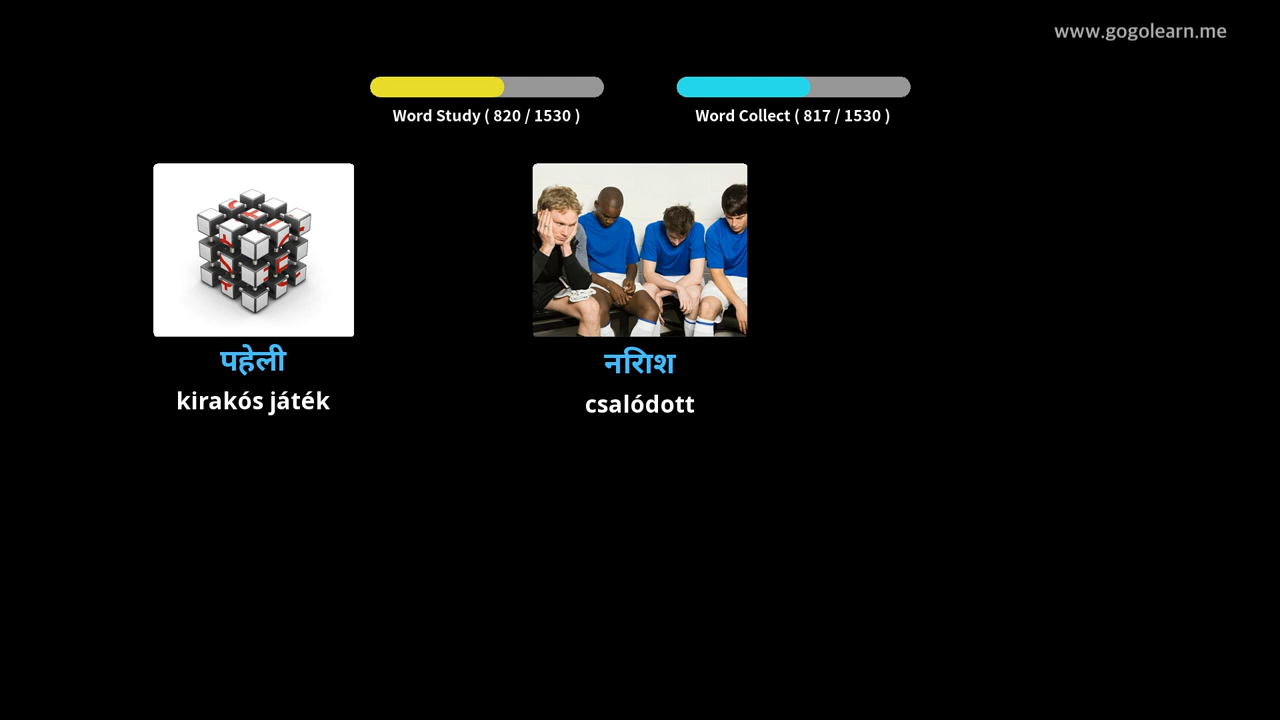 www.gogolearn.me
Word Study ( 820 / 1530 )
Word Collect ( 817 / 1530 )
पहेली
kirakós játék
निराश
csalódott